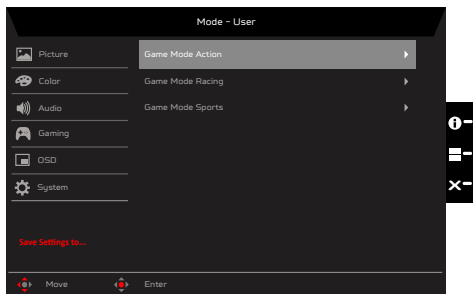 Mode - User
Picture
Game Mode Action
Color
Game Mode Racing
Audio
Game Mode Sports
Gaming
OSD
System
Save Settings to...
Move
Enter